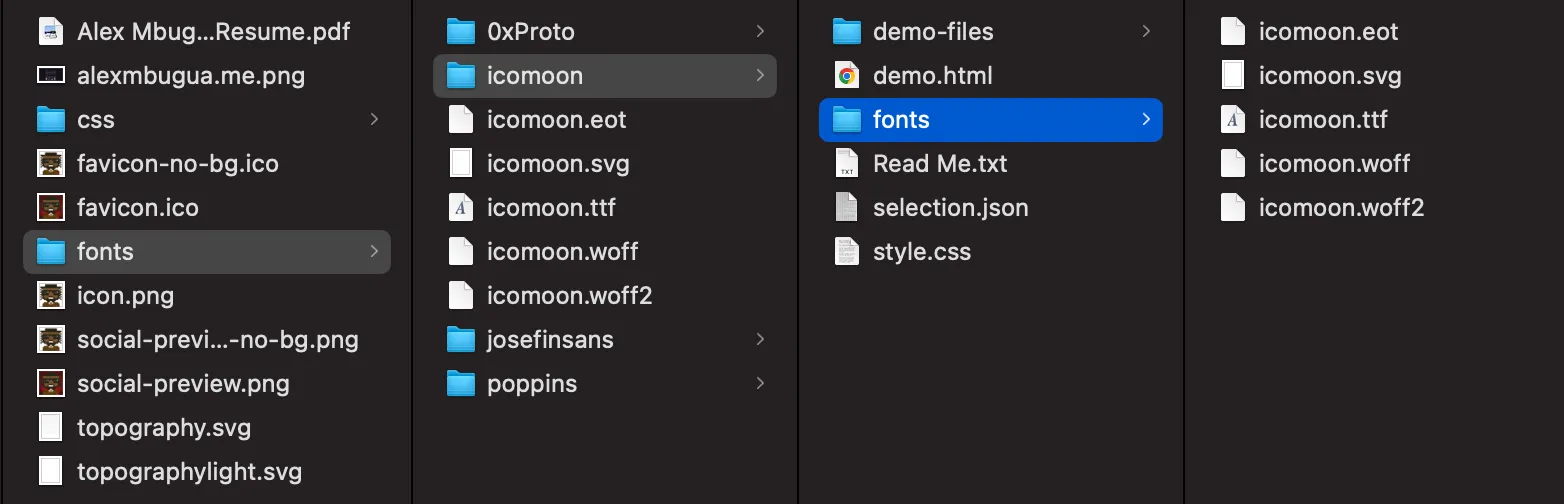 Alex Mbug...Resume.pdf
alexmbugua.me.png
css
favicon-no-bg.ico
favicon.ico
fonts
icon.png
social-previ...-no-bg.png
social-preview.png
topography.svg
topographylight.svg
0xProto
icomoon
icomoon.eot
icomoon.svg
icomoon.ttf
icomoon.woff
icomoon.woff2
josefinsans
poppins
demo-files
demo.html
fonts
Read Me.txt
selection.json
style.css
icomoon.eot
icomoon.svg
icomoon.ttf
icomoon.woff
icomoon.woff2